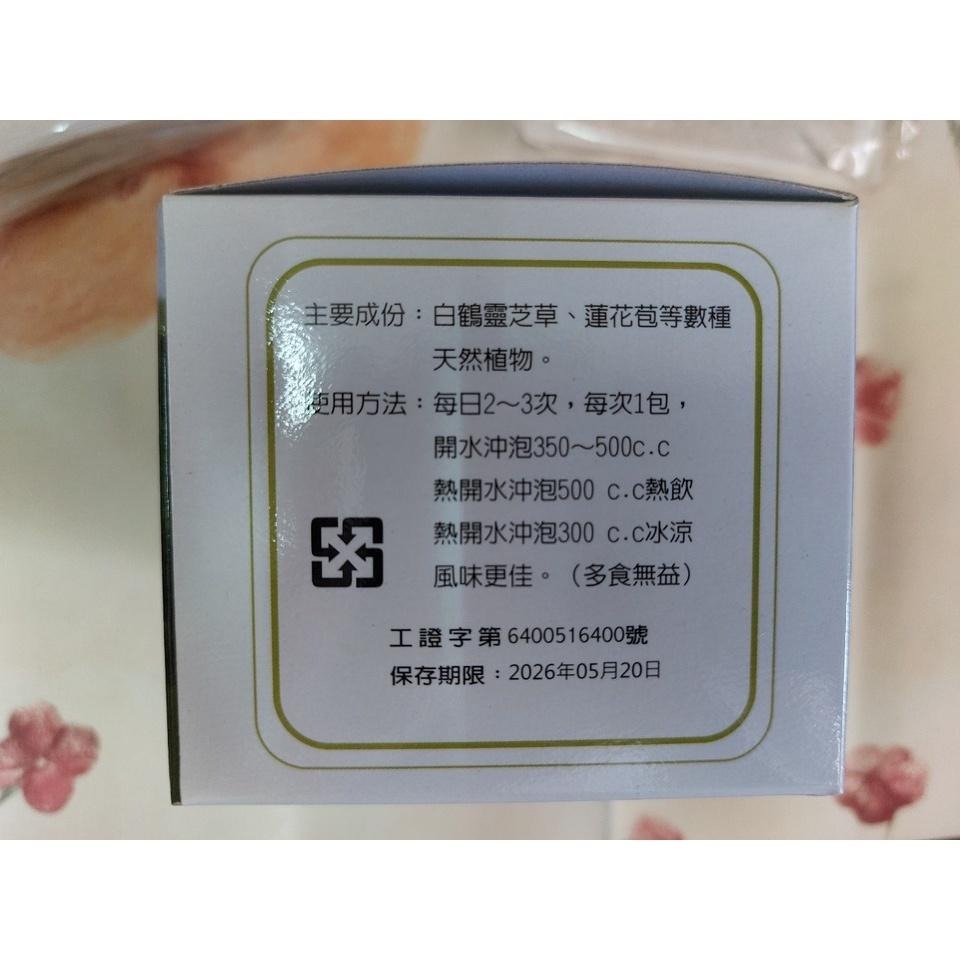 主要成份：白鶴靈芝草、蓮花苞等數種
天然植物。
使用方法：每日2～3次，每次1包，
開水沖泡350～500c.c
熱開水沖泡500 c.c熱飲
熱開水沖泡300 c.c冰涼
風味更佳。（多食無益）
工證字第6400516400號
保存期限：2026年05月20日